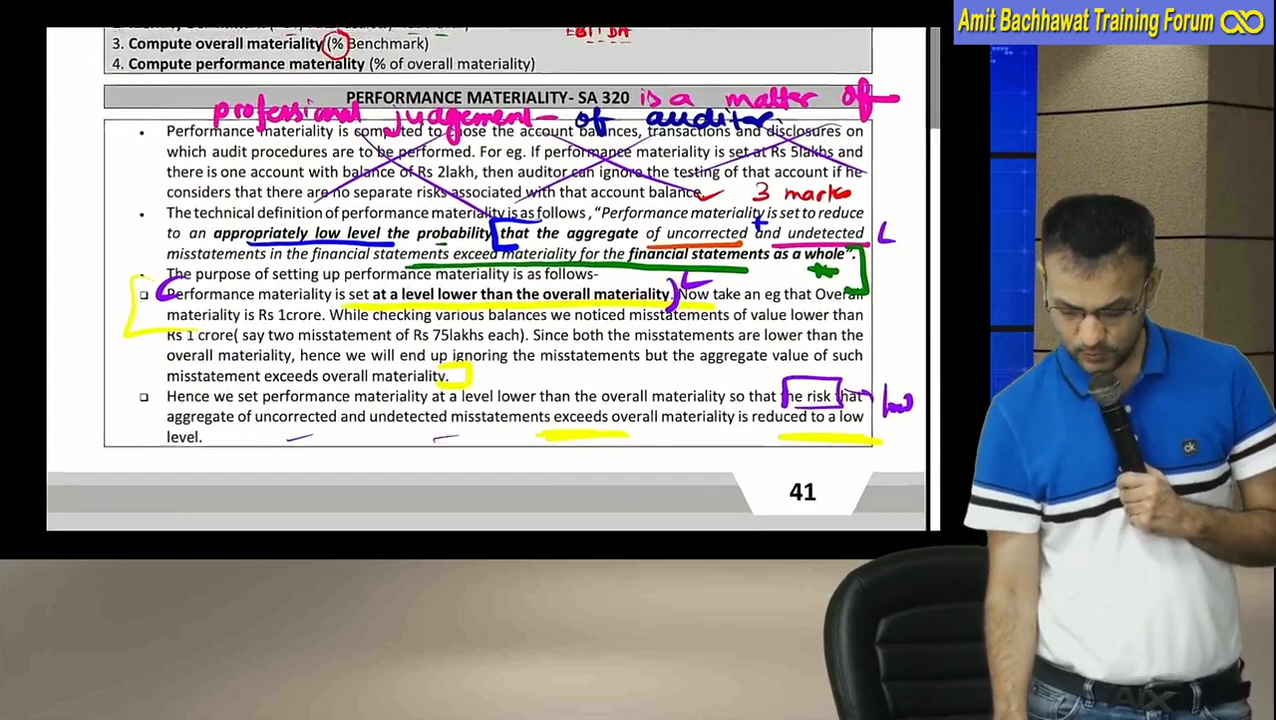 Amit Bachhawat Training Forum
EBITDA
3. Compute overall materiality (% Benchmark)
4. Compute performance materiality (% of overall materiality)
PERFORMANCE MATERIALITY- SA 320 is a matter of
professional judgement of auditor
• Performance materiality is computed to chose the account balances, transactions and disclosures on
which audit procedures are to be performed. For eg. If performance materiality is set at Rs 5lakhs and
there is one account with balance of Rs 2lakh, then auditor can ignore the testing of that account if he
considers that there are no separate risks associated with that account balance. 3 marks
• The technical definition of performance materiality is as follows, “Performance materiality is set to reduce
to an appropriately low level the probability that the aggregate of uncorrected and undetected
misstatements in the financial statements exceed materiality for the financial statements as a whole”.
• The purpose of setting up performance materiality is as follows-
Performance materiality is set at a level lower than the overall materiality. Now take an eg that Overall
materiality is Rs 1crore. While checking various balances we noticed misstatements of value lower than
Rs 1 crore( say two misstatement of Rs 75lakhs each). Since both the misstatements are lower than the
overall materiality, hence we will end up ignoring the misstatements but the aggregate value of such
misstatement exceeds overall materiality.
Hence we set performance materiality at a level lower than the overall materiality so that the risk that low
aggregate of uncorrected and undetected misstatements exceeds overall materiality is reduced to a low
level.
41
ok